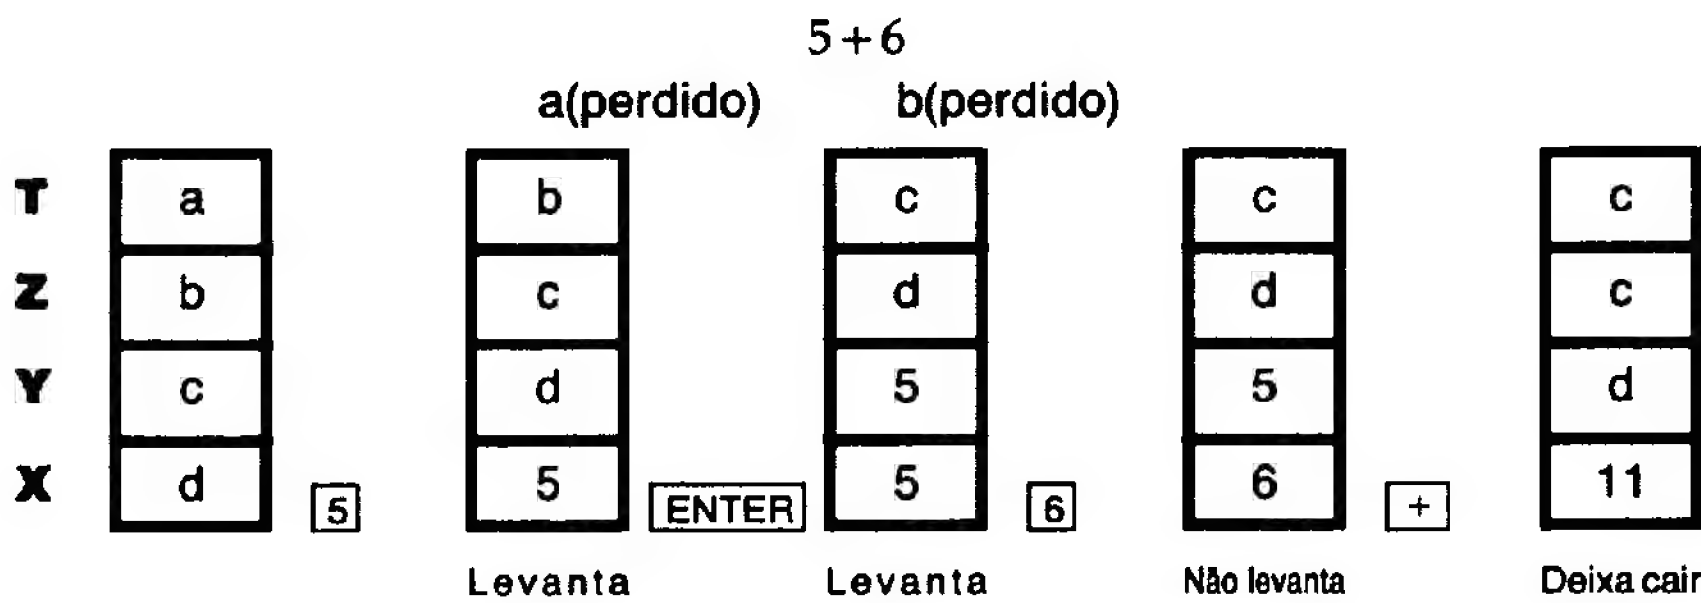 5+6
a(perdido) b(perdido)
T a b c c c
Z b c d d c
Y c d 5 5 d
X d 5 5 6 11
5 ENTER 6 +
Levanta Levanta Não levanta Deixa cair